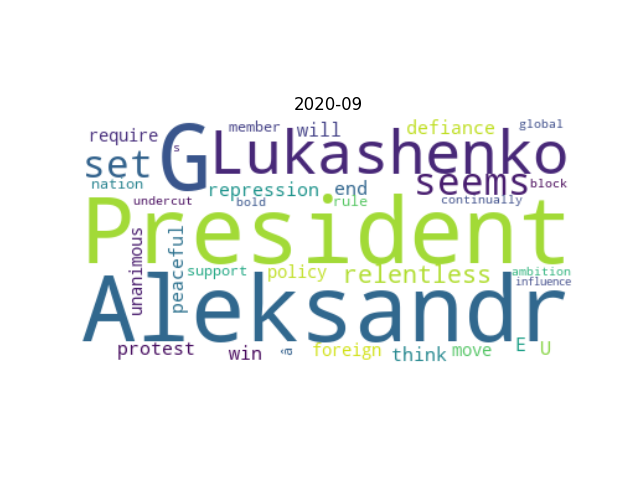 2020-09
require s member will defiance global
set G Lukashenko
nation repression end seems block
undercut bold rule continually
President
unanimous peaceful support policy relentless ambition
influence
Aleksandr
protest win â foreign think move E U